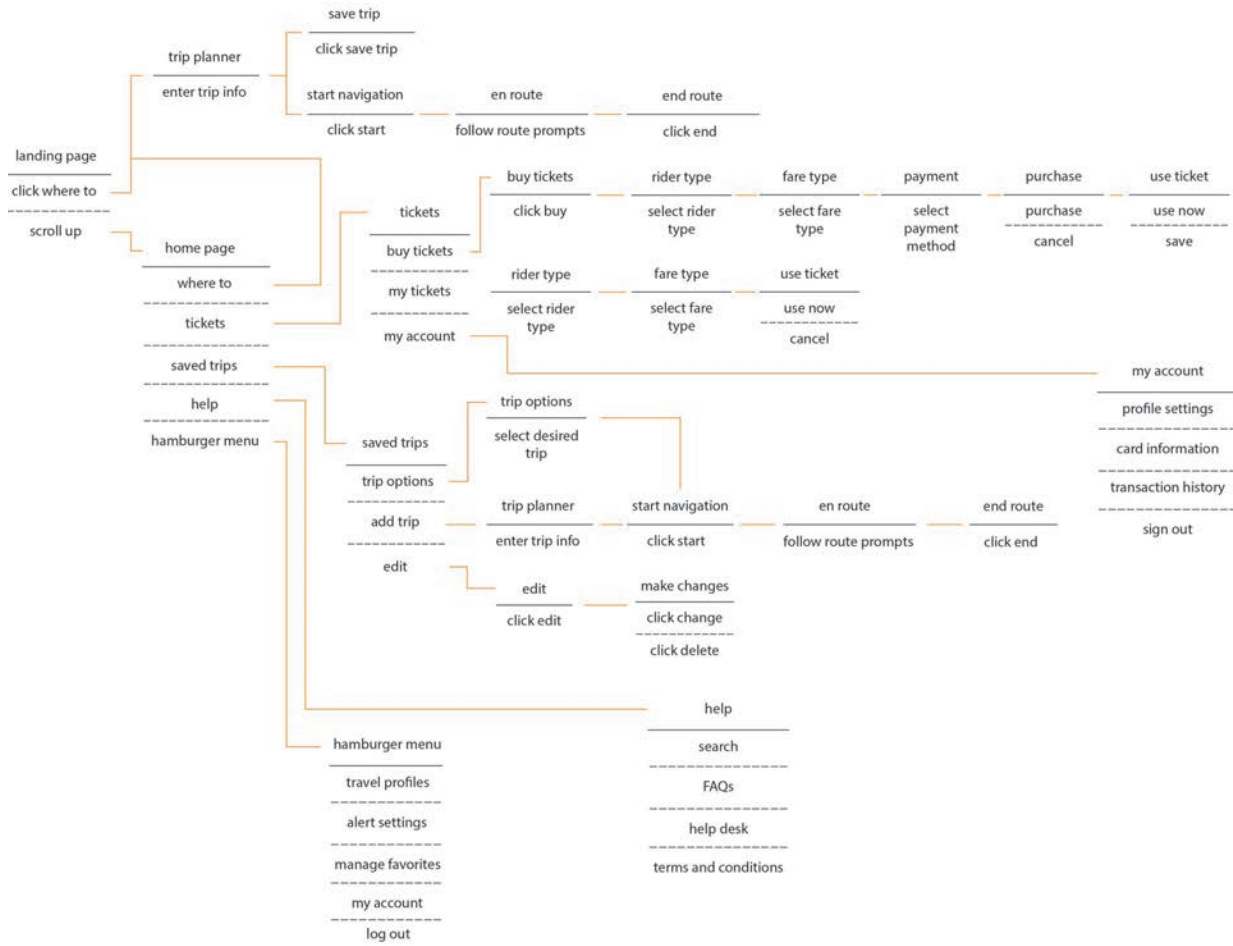 save trip
click save trip
trip planner
enter trip info
start navigation
click start
en route
follow route prompts
end route
click end
landing page
click where to
scroll up
home page
where to
tickets
saved trips
help
hamburger menu
tickets
buy tickets
my tickets
my account
buy tickets
click buy
rider type
select rider
type
fare type
select fare
type
payment
select
payment
method
purchase
purchase
cancel
use ticket
use now
save
rider type
select rider
type
fare type
select fare
type
use ticket
use now
cancel
my account
profile settings
card information
transaction history
sign out
saved trips
trip options
add trip
edit
trip options
select desired
trip
trip planner
enter trip info
start navigation
click start
en route
follow route prompts
end route
click end
edit
click edit
make changes
click change
click delete
help
search
FAQs
help desk
terms and conditions
hamburger menu
travel profiles
alert settings
manage favorites
my account
log out